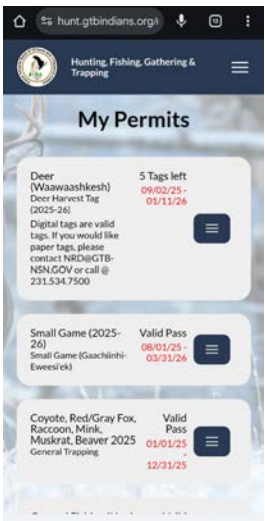 hunt.gtbindians.org/
Hunting, Fishing, Gathering &
Trapping
My Permits
Deer
(Waawaashkesh)
Deer Harvest Tag
(2025-26)
Digital tags are valid
tags. If you would like
paper tags, please
contact NRD@GTB-
NSN.GOV or call @
231.534.7500
5 Tags left
09/02/25 -
01/11/26
Small Game (2025-
26)
Small Game (Gaachiinhi-
Eweesi'ek)
Valid Pass
08/01/25 -
03/31/26
Coyote, Red/Gray Fox,
Raccoon, Mink,
Muskrat, Beaver 2025
General Trapping
Valid
Pass
01/01/25
-
12/31/25